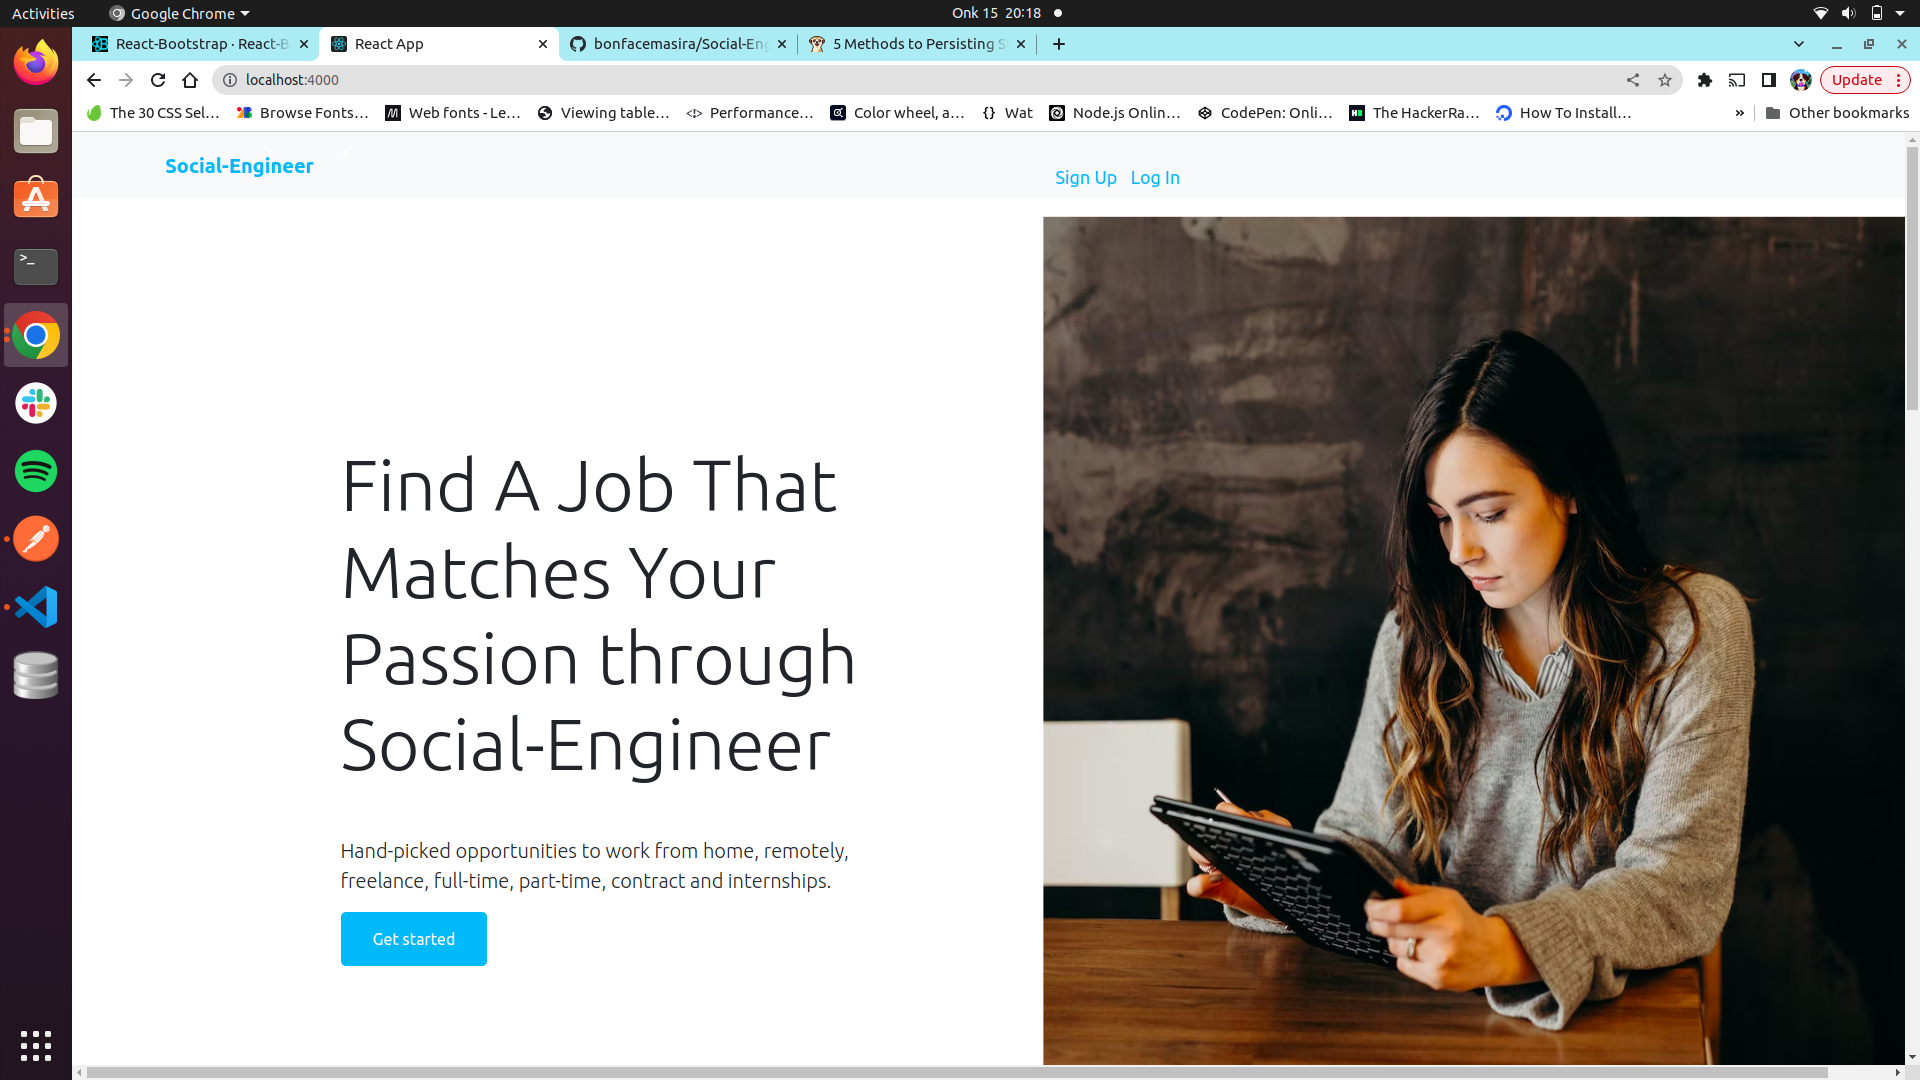 Activities
Google Chrome
Onk 15 20:18
React-Bootstrap · React-B
React App
bonfacemasira/Social-En
5 Methods to Persisting S
localhost:4000
Update
The 30 CSS Sel...
Browse Fonts...
Web fonts - Le...
Viewing table...
Performance...
Color wheel, a...
Wat
Node.js Onlin...
CodePen: Onli...
The HackerRa...
How To Install...
»
Other bookmarks
Social-Engineer
Sign Up
Log In
Find A Job That
Matches Your
Passion through
Social-Engineer
Hand-picked opportunities to work from home, remotely,
freelance, full-time, part-time, contract and internships.
Get started